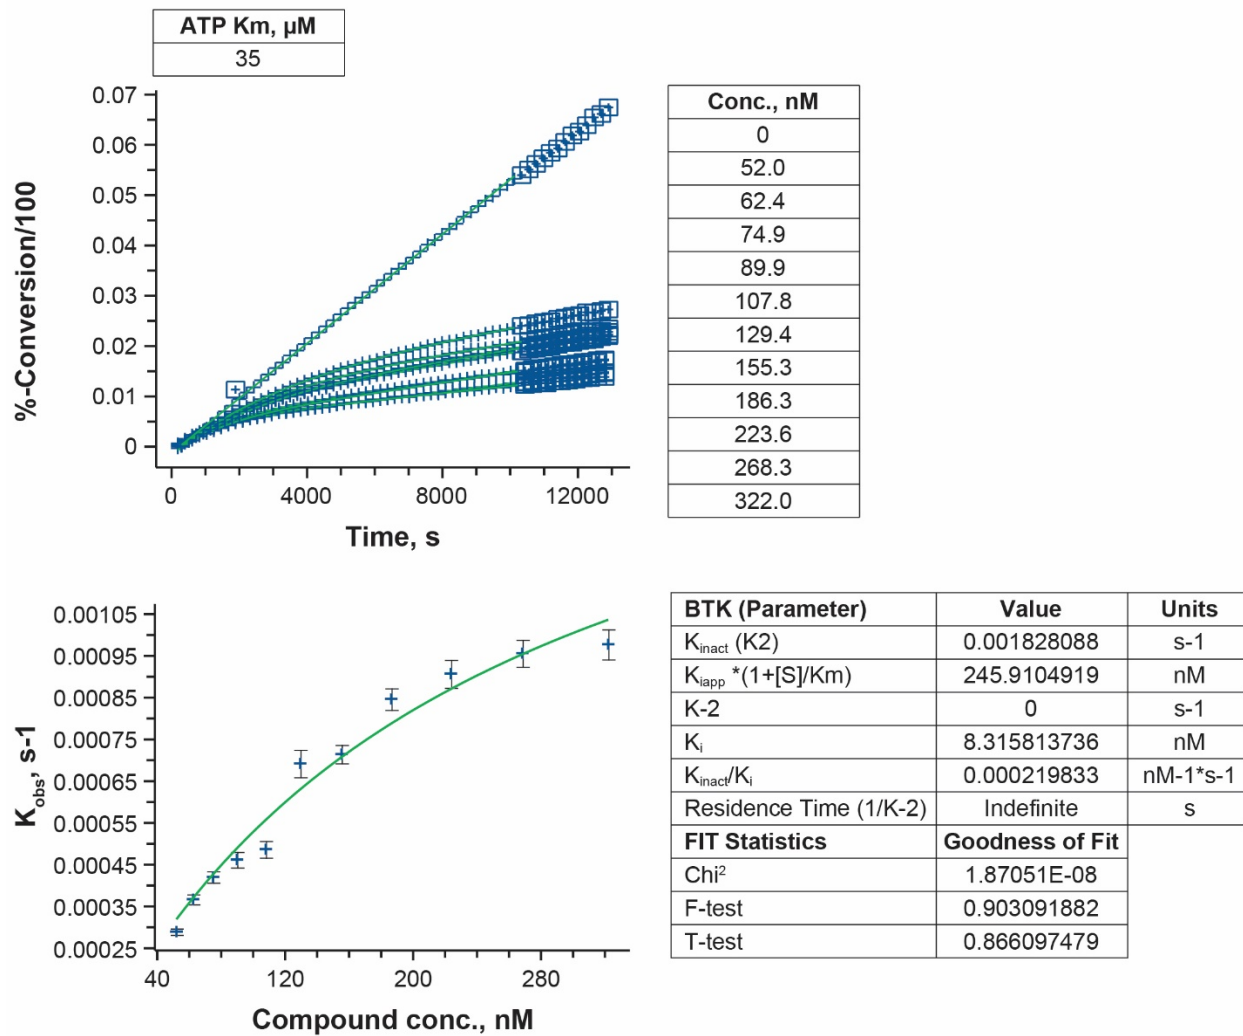 ATP Km, µM
35
%-Conversion/100
0.07
0.06
0.05
0.04
0.03
0.02
0.01
0
0 4000 8000 12000
Time, s
Conc., nM
0
52.0
62.4
74.9
89.9
107.8
129.4
155.3
186.3
223.6
268.3
322.0
Kobs, s-1
0.00105
0.00095
0.00085
0.00075
0.00065
0.00055
0.00045
0.00035
0.00025
40 120 200 280
Compound conc., nM
BTK (Parameter) Value Units
Kinact (K2) 0.001828088 s-1
Kiapp *(1+[S]/Km) 245.9104919 nM
K-2 0 s-1
Ki 8.315813736 nM
Kinact/Ki 0.000219833 nM-1*s-1
Residence Time (1/K-2) Indefinite s
FIT Statistics Goodness of Fit
Chi² 1.87051E-08
F-test 0.903091882
T-test 0.866097479